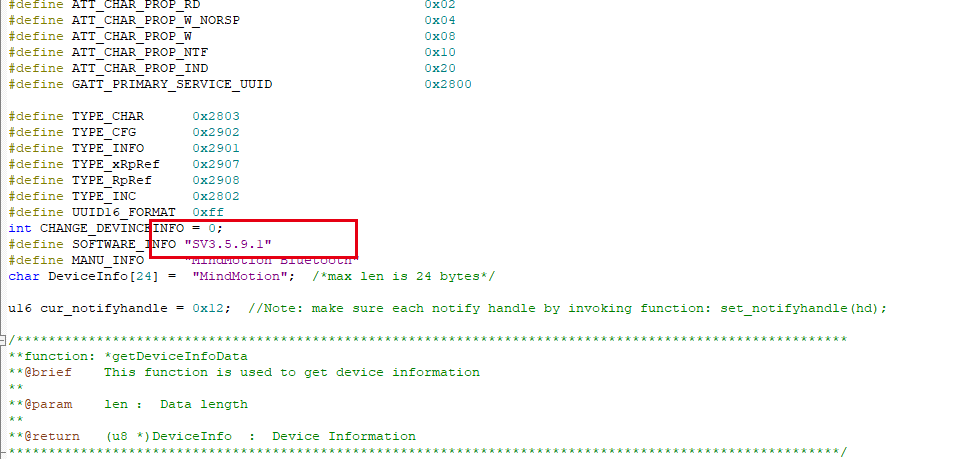 #define ATT_CHAR_PROP_RD 0x02
#define ATT_CHAR_PROP_W_NORSP 0x04
#define ATT_CHAR_PROP_W 0x08
#define ATT_CHAR_PROP_NTF 0x10
#define ATT_CHAR_PROP_IND 0x20
#define GATT_PRIMARY_SERVICE_UUID 0x2800
#define TYPE_CHAR 0x2803
#define TYPE_CFG 0x2902
#define TYPE_INFO 0x2901
#define TYPE_xRpRef 0x2907
#define TYPE_RpRef 0x2908
#define TYPE_INC 0x2802
#define UUID16_FORMAT 0xff
int CHANGE_DEVINCEINFO = 0;
#define SOFTWARE_INFO "SV3.5.9.1"
#define MANU_INFO "MindMotion Bluetooth"
char DeviceInfo[24] = "MindMotion"; /*max len is 24 bytes*/
u16 cur_notifyhandle = 0x12; //Note: make sure each notify handle by invoking function: set_notifyhandle(hd);
/********************************************************************************************************
**function: *getDeviceInfoData
**@brief This function is used to get device information
**
**@param len : Data length
**
**@return (u8 *)DeviceInfo : Device Information
********************************************************************************************************/